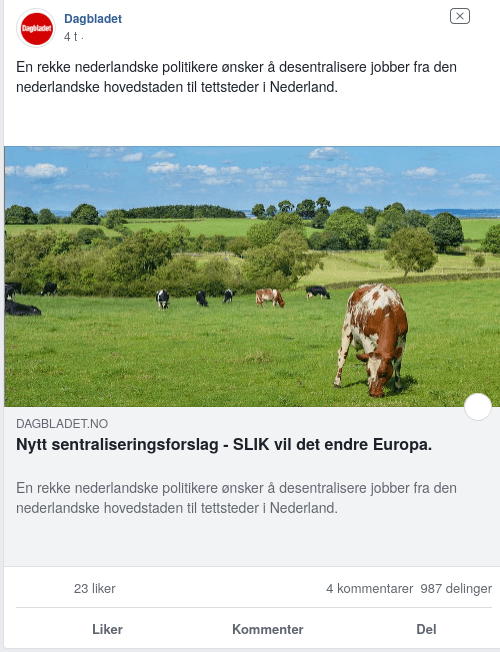 Dagbladet
Dagbladet
4 t ·
En rekke nederlandske politikere ønsker å desentralisere jobber fra den
nederlandske hovedstaden til tettsteder i Nederland.
DAGBLADET.NO
Nytt sentraliseringsforslag - SLIK vil det endre Europa.
En rekke nederlandske politikere ønsker å desentralisere jobber fra den
nederlandske hovedstaden til tettsteder i Nederland.
23 liker
4 kommentarer 987 delinger
Liker Kommenter Del